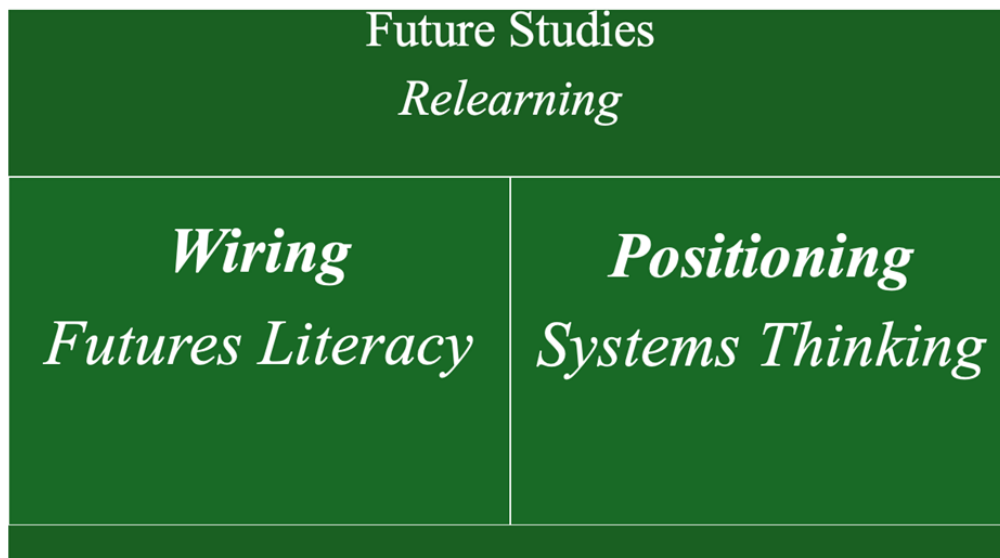 Future Studies
Relearning
Wiring
Futures Literacy
Positioning
Systems Thinking